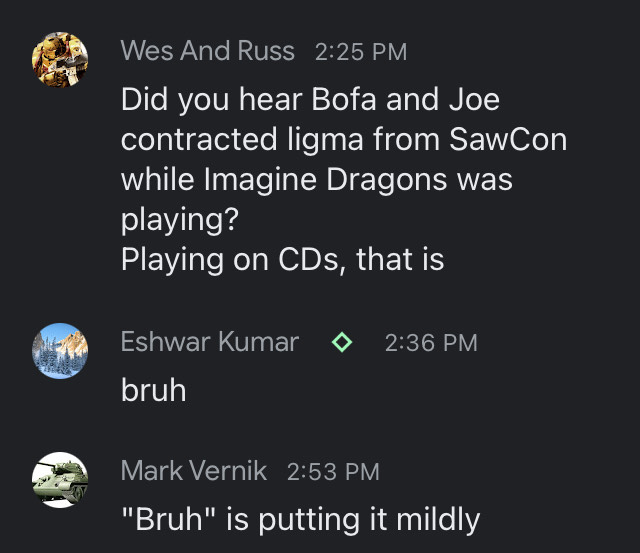 Wes And Russ 2:25 PM
Did you hear Bofa and Joe
contracted ligma from SawCon
while Imagine Dragons was
playing?
Playing on CDs, that is
Eshwar Kumar 2:36 PM
bruh
Mark Vernik 2:53 PM
"Bruh" is putting it mildly